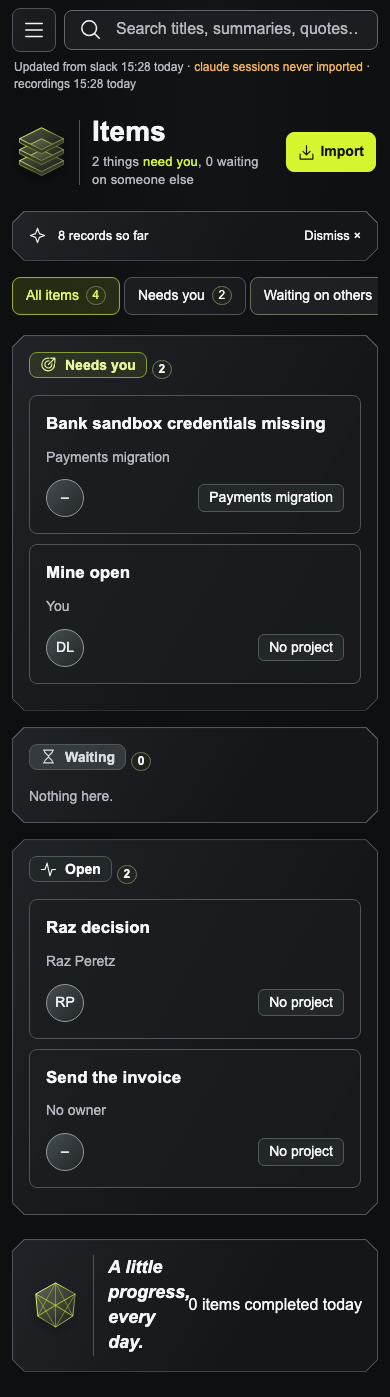 Search titles, summaries, quotes..
Updated from slack 15:28 today · claude sessions never imported ·
recordings 15:28 today
Items
2 things need you, 0 waiting
on someone else
Import
8 records so far
Dismiss ×
All items 4
Needs you 2
Waiting on others
Needs you 2
Bank sandbox credentials missing
Payments migration
–
Payments migration
Mine open
You
DL
No project
Waiting 0
Nothing here.
Open 2
Raz decision
Raz Peretz
RP
No project
Send the invoice
No owner
–
No project
A little
progress,
every
day.
0 items completed today